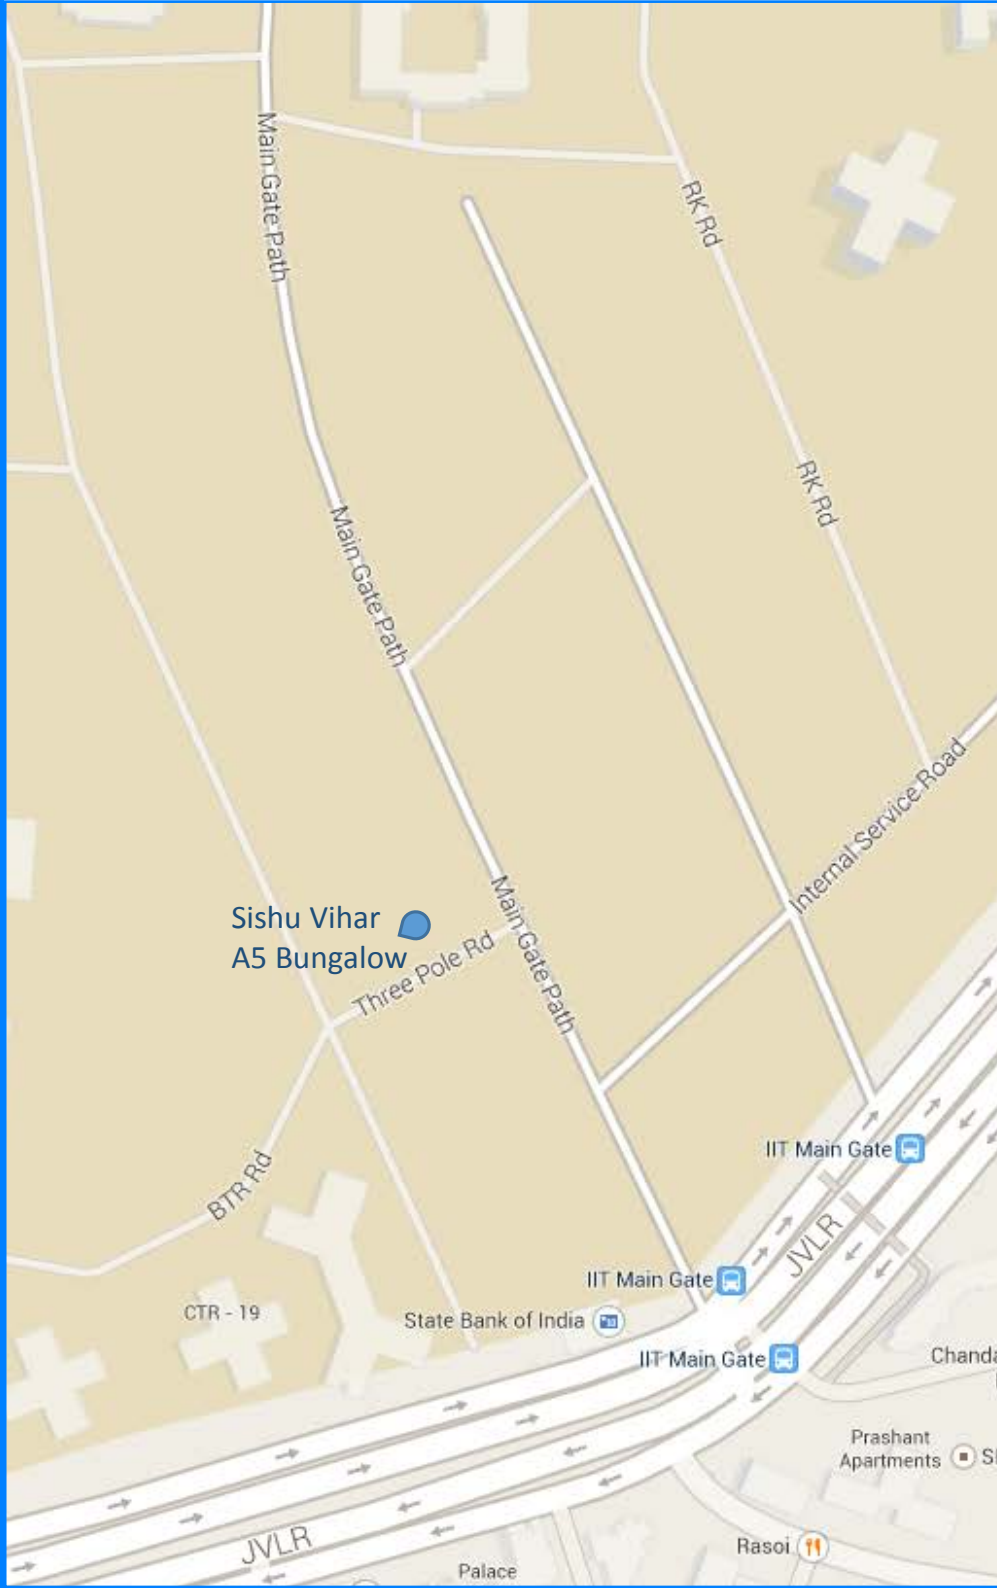 Main Gate Path
RK Rd
RK Rd
Main Gate Path
Internal Service Road
Main Gate Path
Sishu Vihar
A5 Bungalow
Three Pole Rd
IIT Main Gate
BTR Rd
JVLR
IIT Main Gate
CTR - 19
State Bank of India
IIT Main Gate
Chanda
Prashant
Apartments
JVLR
Rasoi
Palace